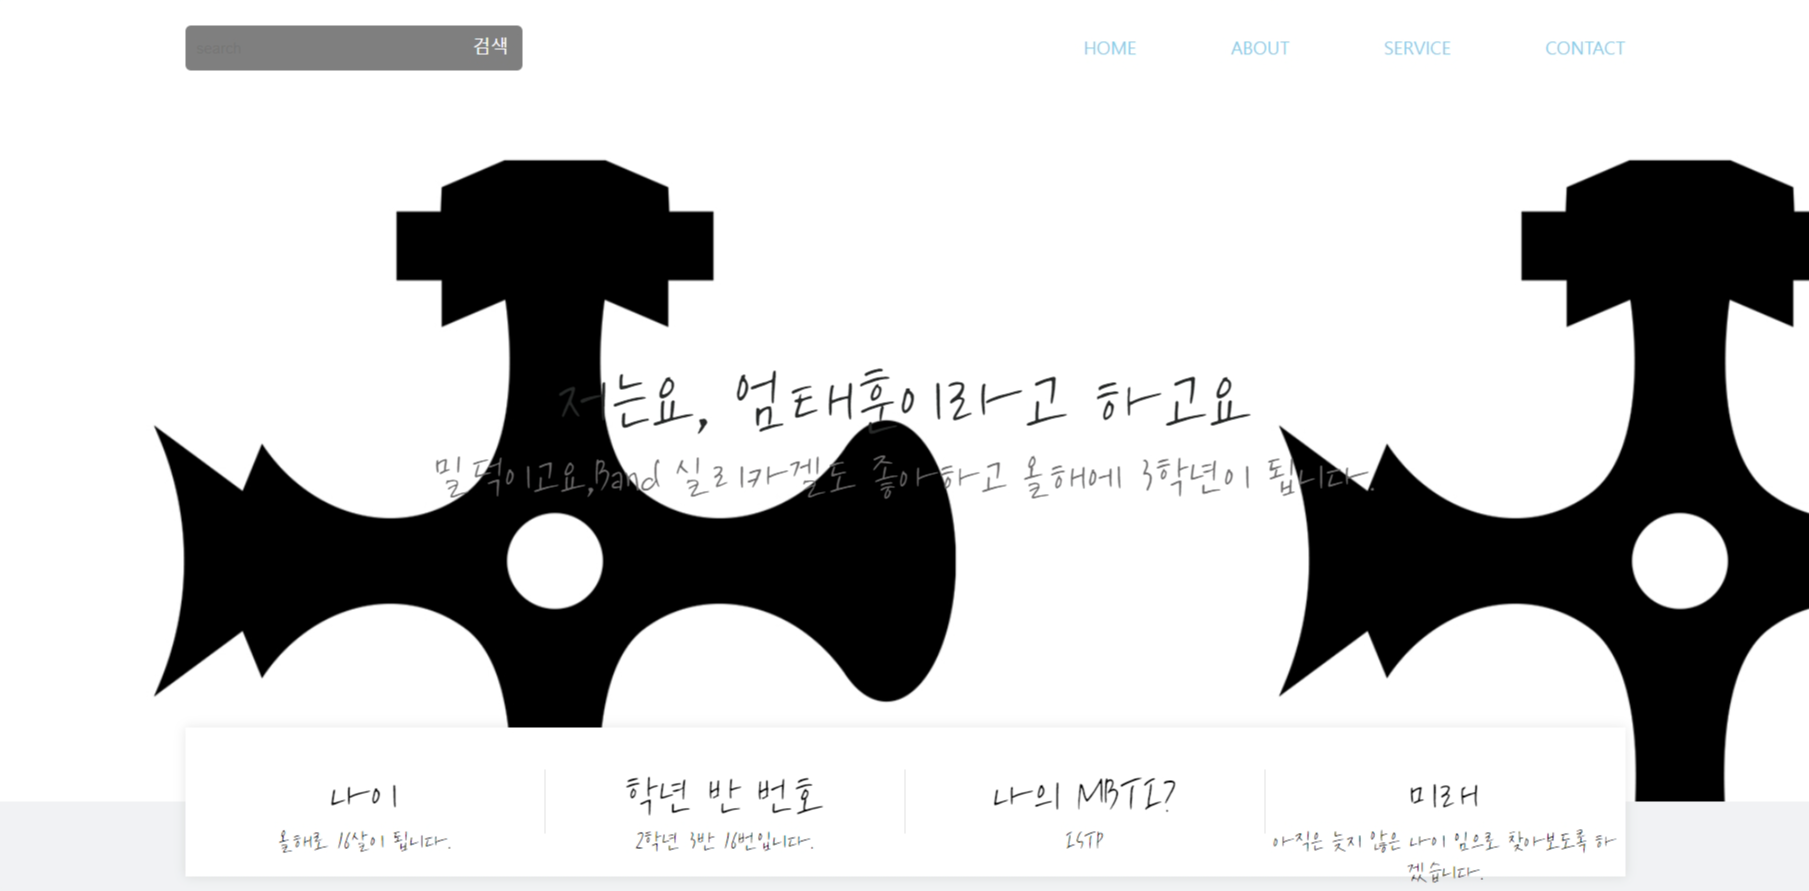 search 검색 HOME ABOUT SERVICE CONTACT
저는요, 엄태훈이라고 하고요
밀덕이고요,Band 실리카겔도 좋아하고 올해에 3학년이 됩니다.
나이
올해로 16살이 됩니다.
학년 반 번호
2학년 3반 16번입니다.
나의 MBTI?
ISTP
미래
아직은 늦지 않은 나이 임으로 찾아보도록 하
겠습니다.